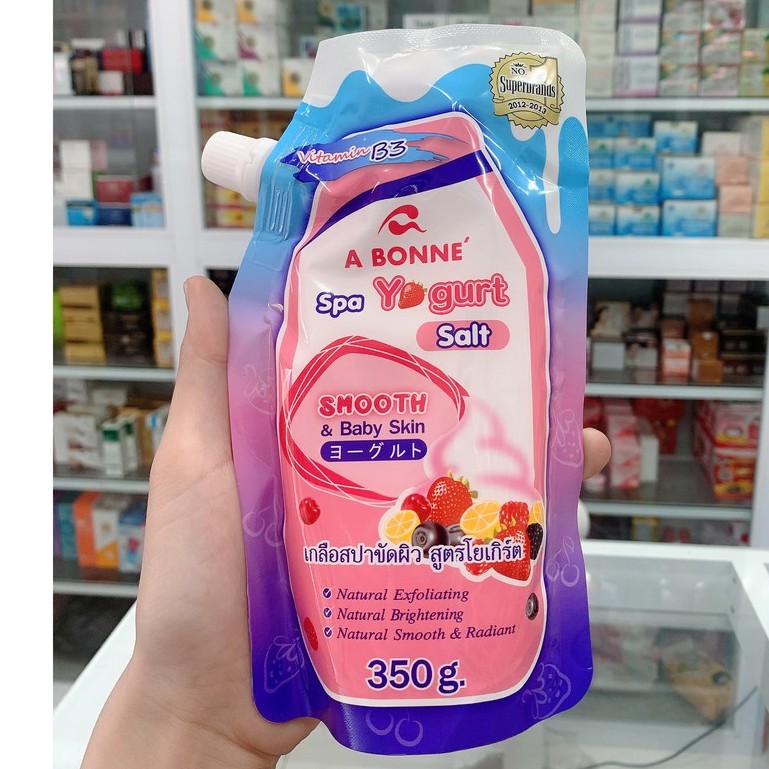 NO.
Superbrands
2012-2013
Vitamin B3
A BONNE´
Spa Yogurt
Salt
SMOOTH
& Baby Skin
ヨーグルト
เกลือสปาขัดผิว สูตรโยเกิร์ต
Natural Exfoliating
Natural Brightening
Natural Smooth & Radiant
350 g.